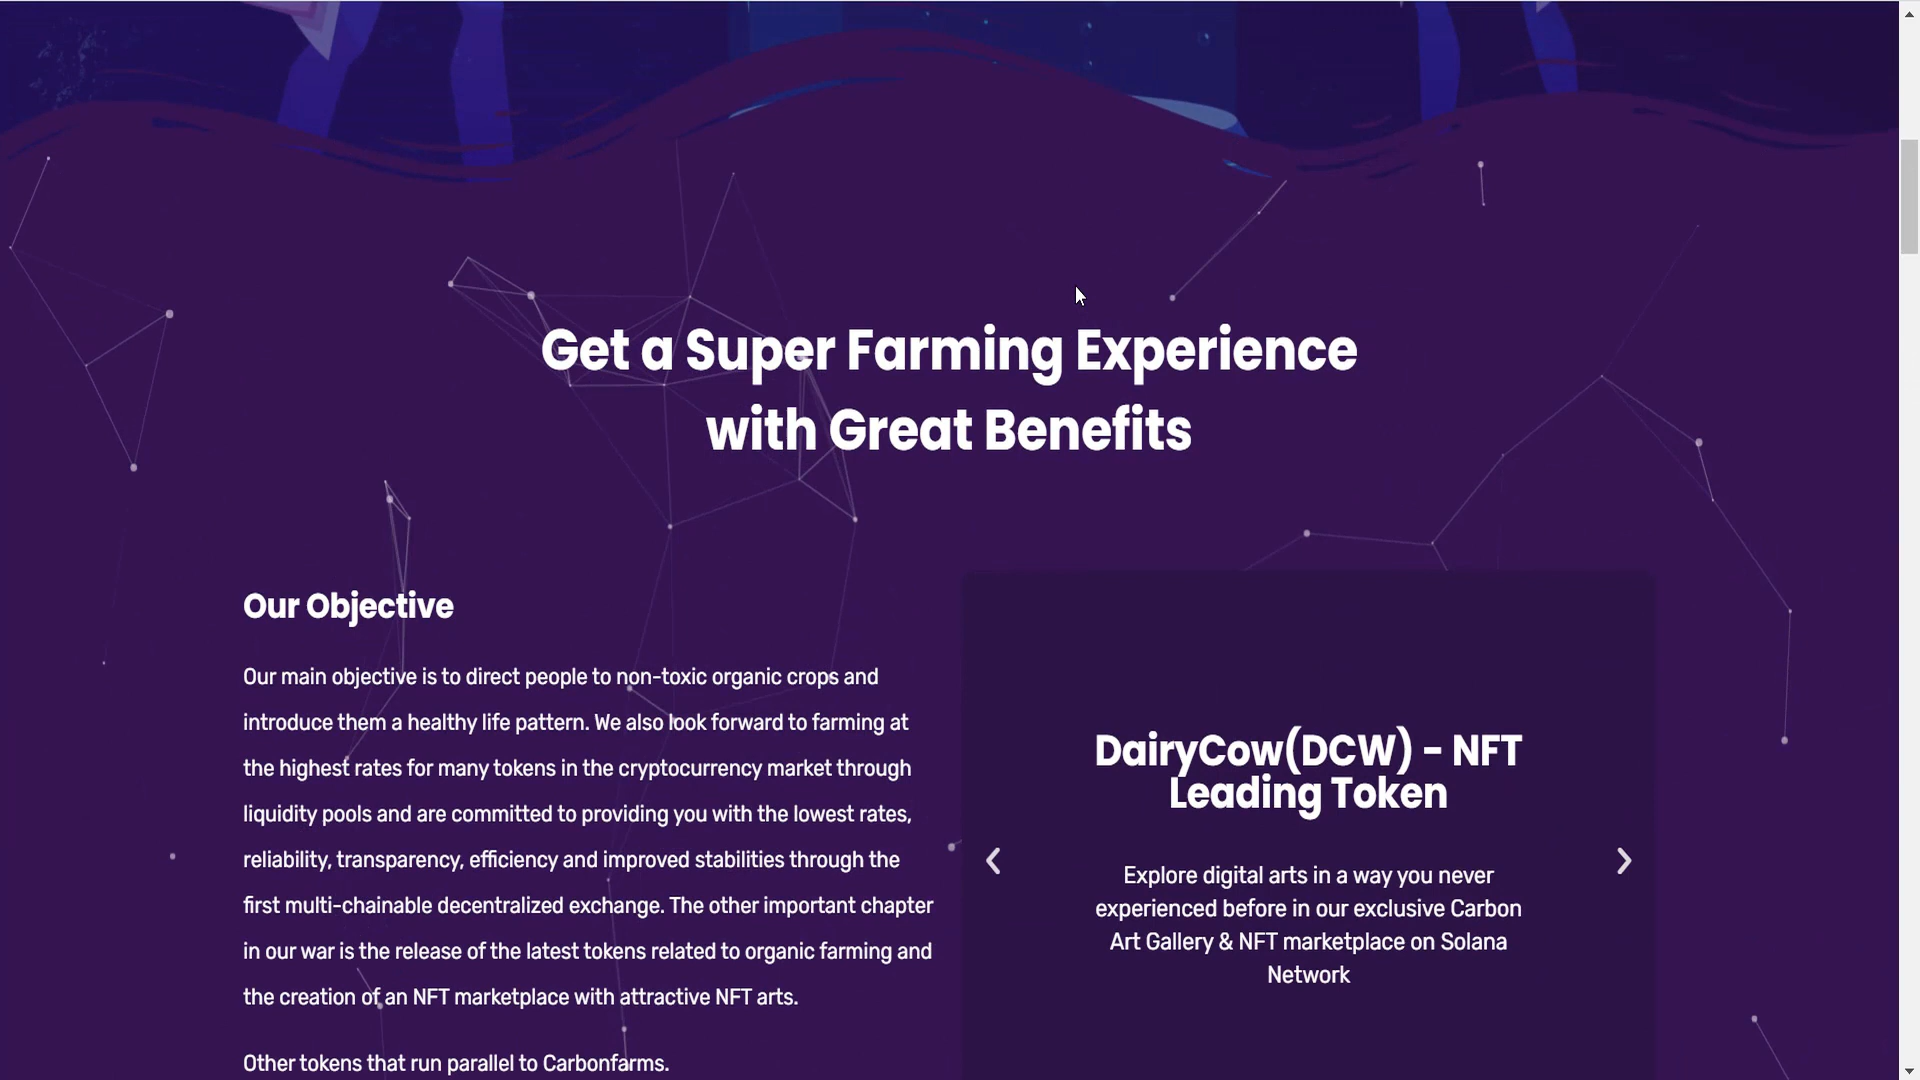 Get a Super Farming Experience
with Great Benefits
Our Objective
Our main objective is to direct people to non-toxic organic crops and
introduce them a healthy life pattern. We also look forward to farming at
the highest rates for many tokens in the cryptocurrency market through
liquidity pools and are committed to providing you with the lowest rates,
reliability, transparency, efficiency and improved stabilities through the
first multi-chainable decentralized exchange. The other important chapter
in our war is the release of the latest tokens related to organic farming and
the creation of an NFT marketplace with attractive NFT arts.
Other tokens that run parallel to Carbonfarms.
DairyCow(DCW) - NFT
Leading Token
Explore digital arts in a way you never
experienced before in our exclusive Carbon
Art Gallery & NFT marketplace on Solana
Network